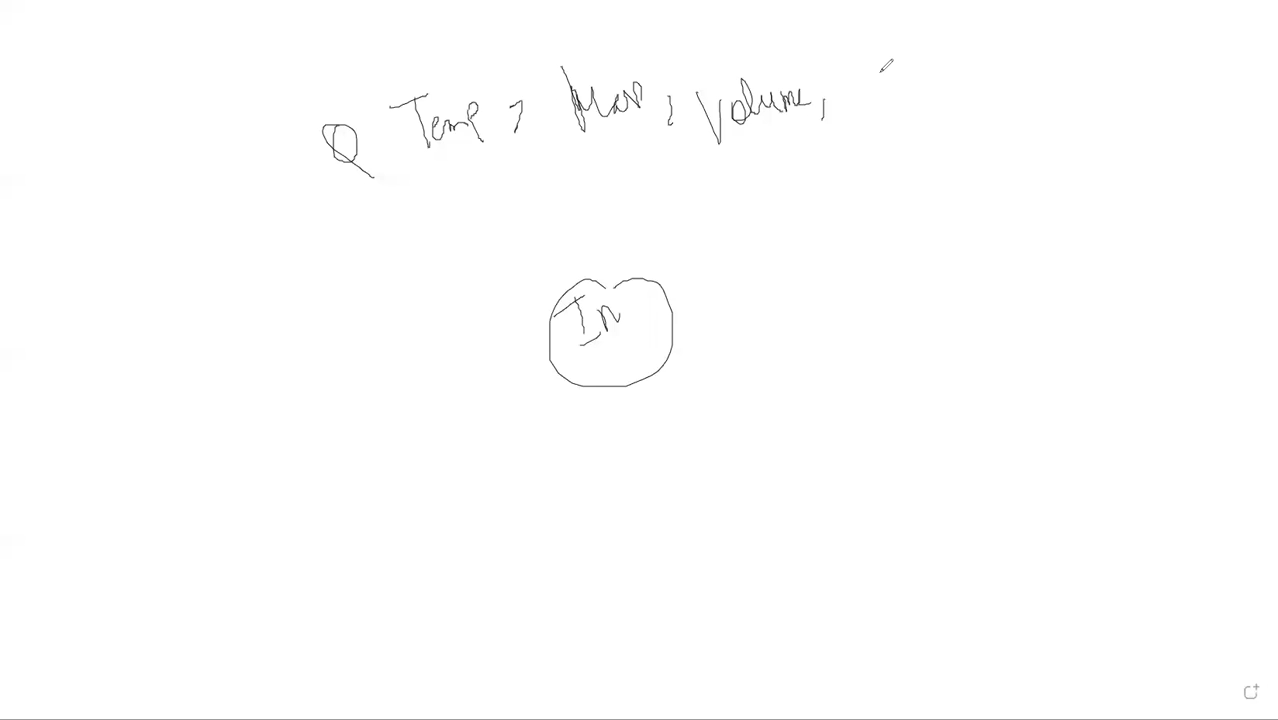 Q Temp, Mass, Volume,
In